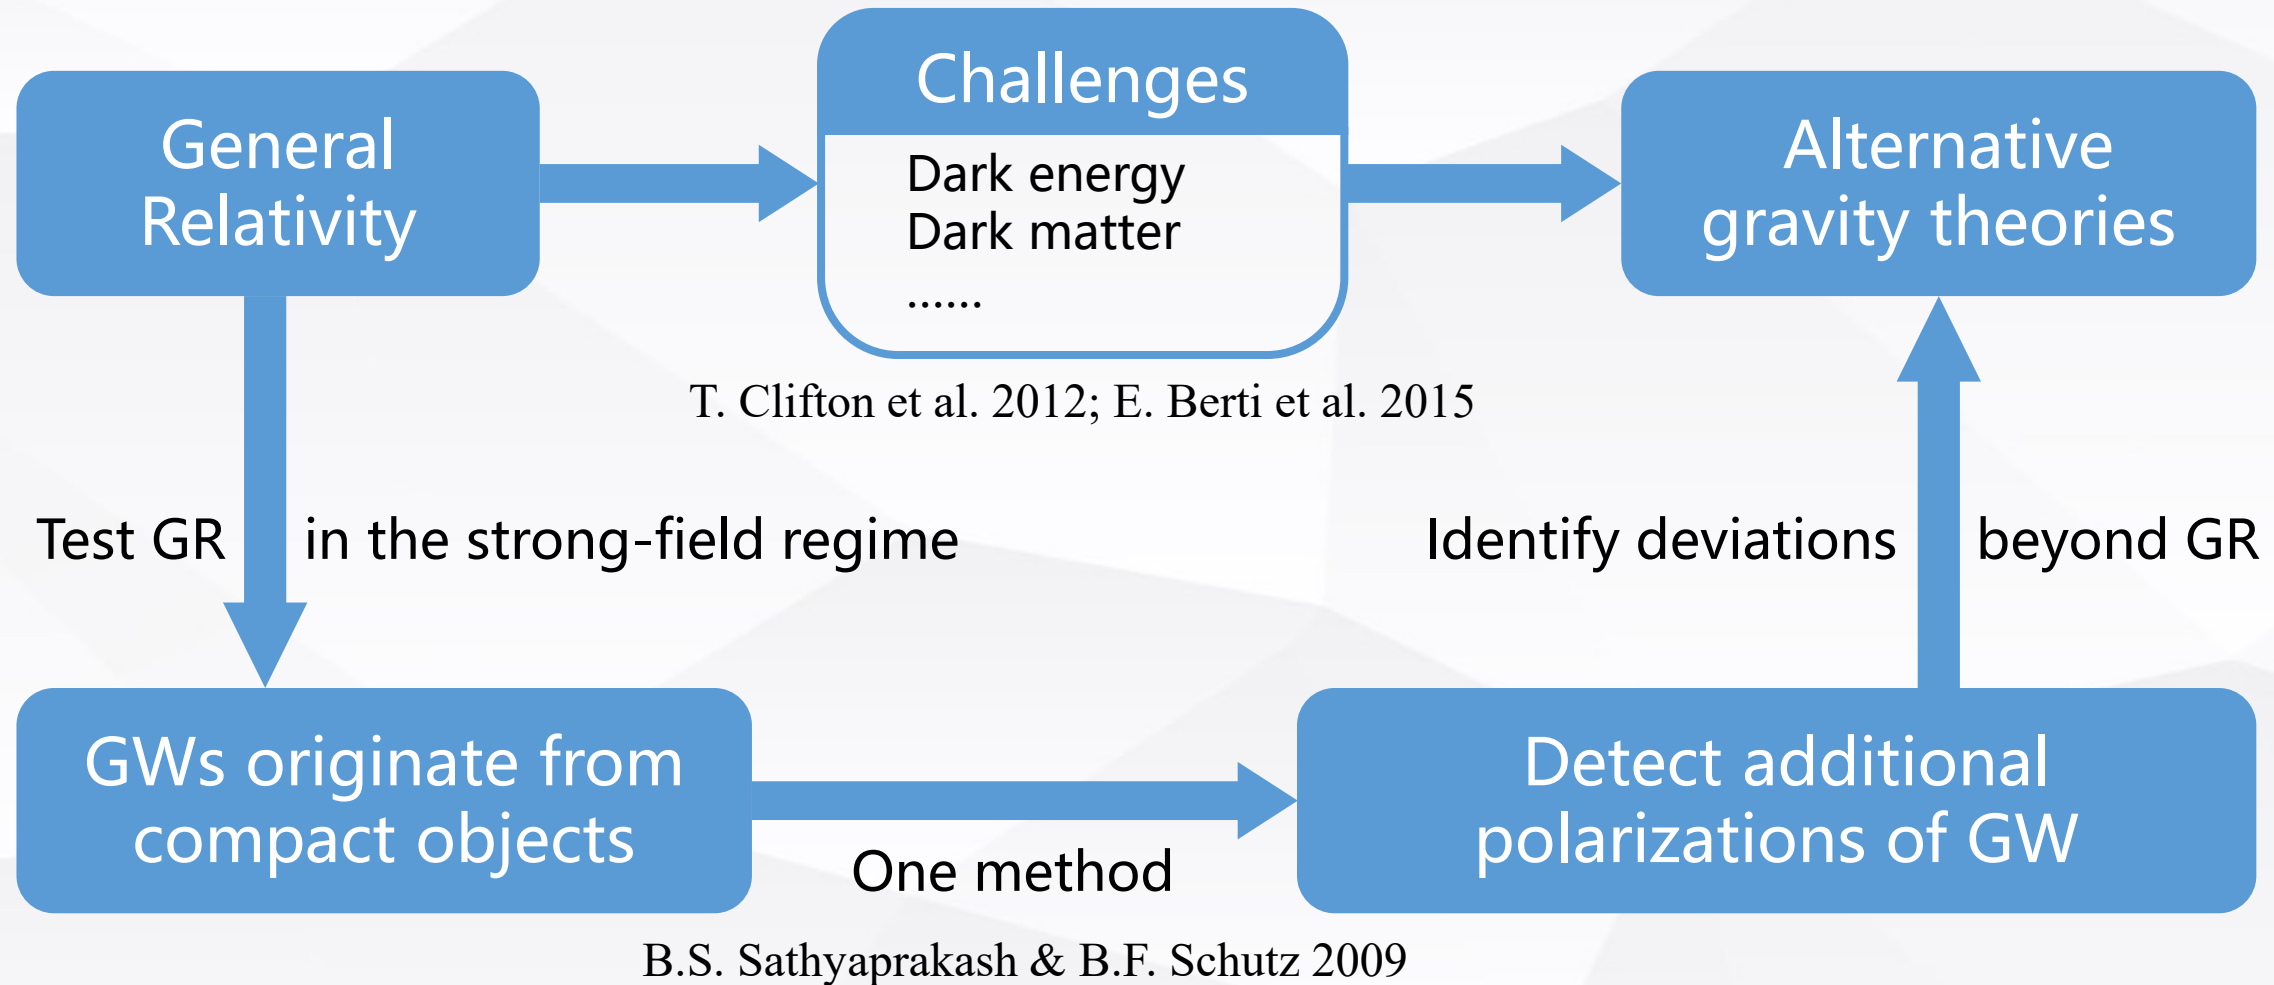 General
Relativity
Challenges
Dark energy
Dark matter
......
Alternative
gravity theories
T. Clifton et al. 2012; E. Berti et al. 2015
Test GR in the strong-field regime
Identify deviations beyond GR
GWs originate from
compact objects
One method
Detect additional
polarizations of GW
B.S. Sathyaprakash & B.F. Schutz 2009